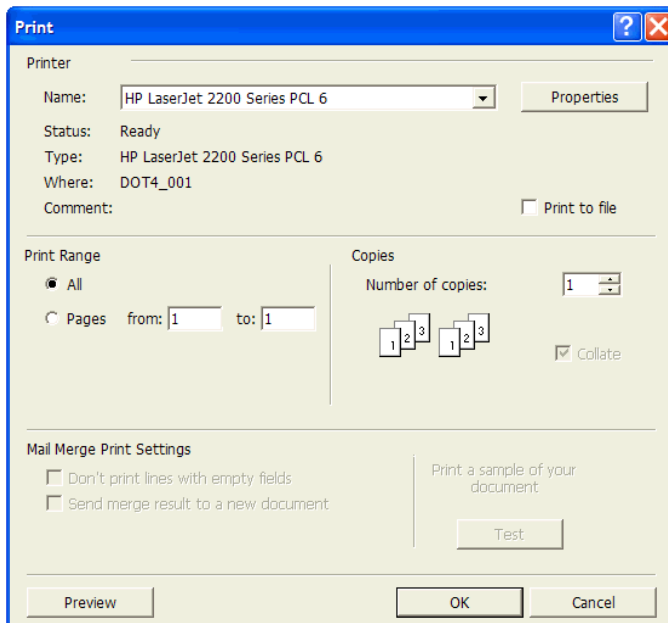 Print
Printer
Name: HP LaserJet 2200 Series PCL 6 Properties
Status: Ready
Type: HP LaserJet 2200 Series PCL 6
Where: DOT4_001
Comment: Print to file
Print Range Copies
All Number of copies: 1
Pages from: 1 to: 1
1 2 3 1 2 3
Collate
Mail Merge Print Settings
Don't print lines with empty fields
Send merge result to a new document
Print a sample of your
document
Test
Preview OK Cancel